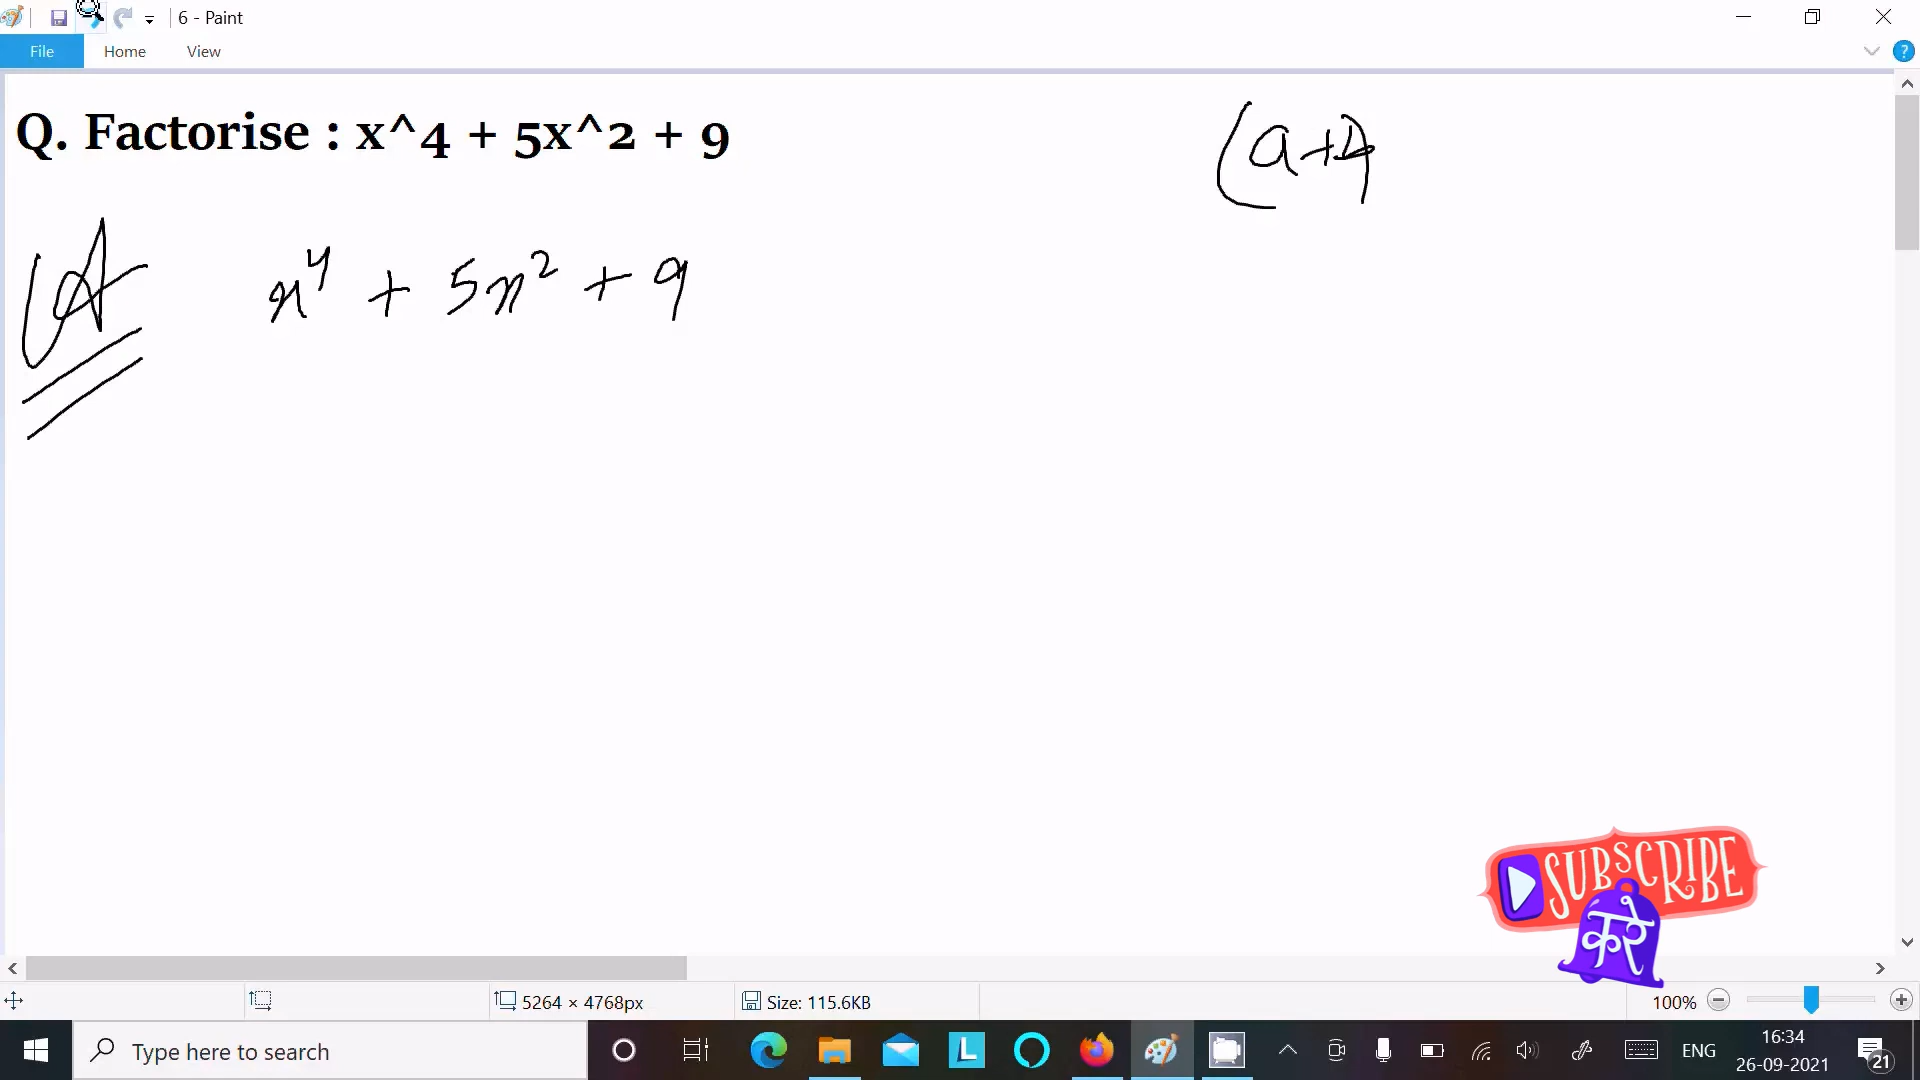 6 - Paint
File Home View
Q. Factorise : x^4 + 5x^2 + 9
(a+
x⁴ + 5x² + 9
SUBSCRIBE
करे
5264 × 4768px
Size: 115.6KB
100%
Type here to search
L
ENG
16:34
26-09-2021
21